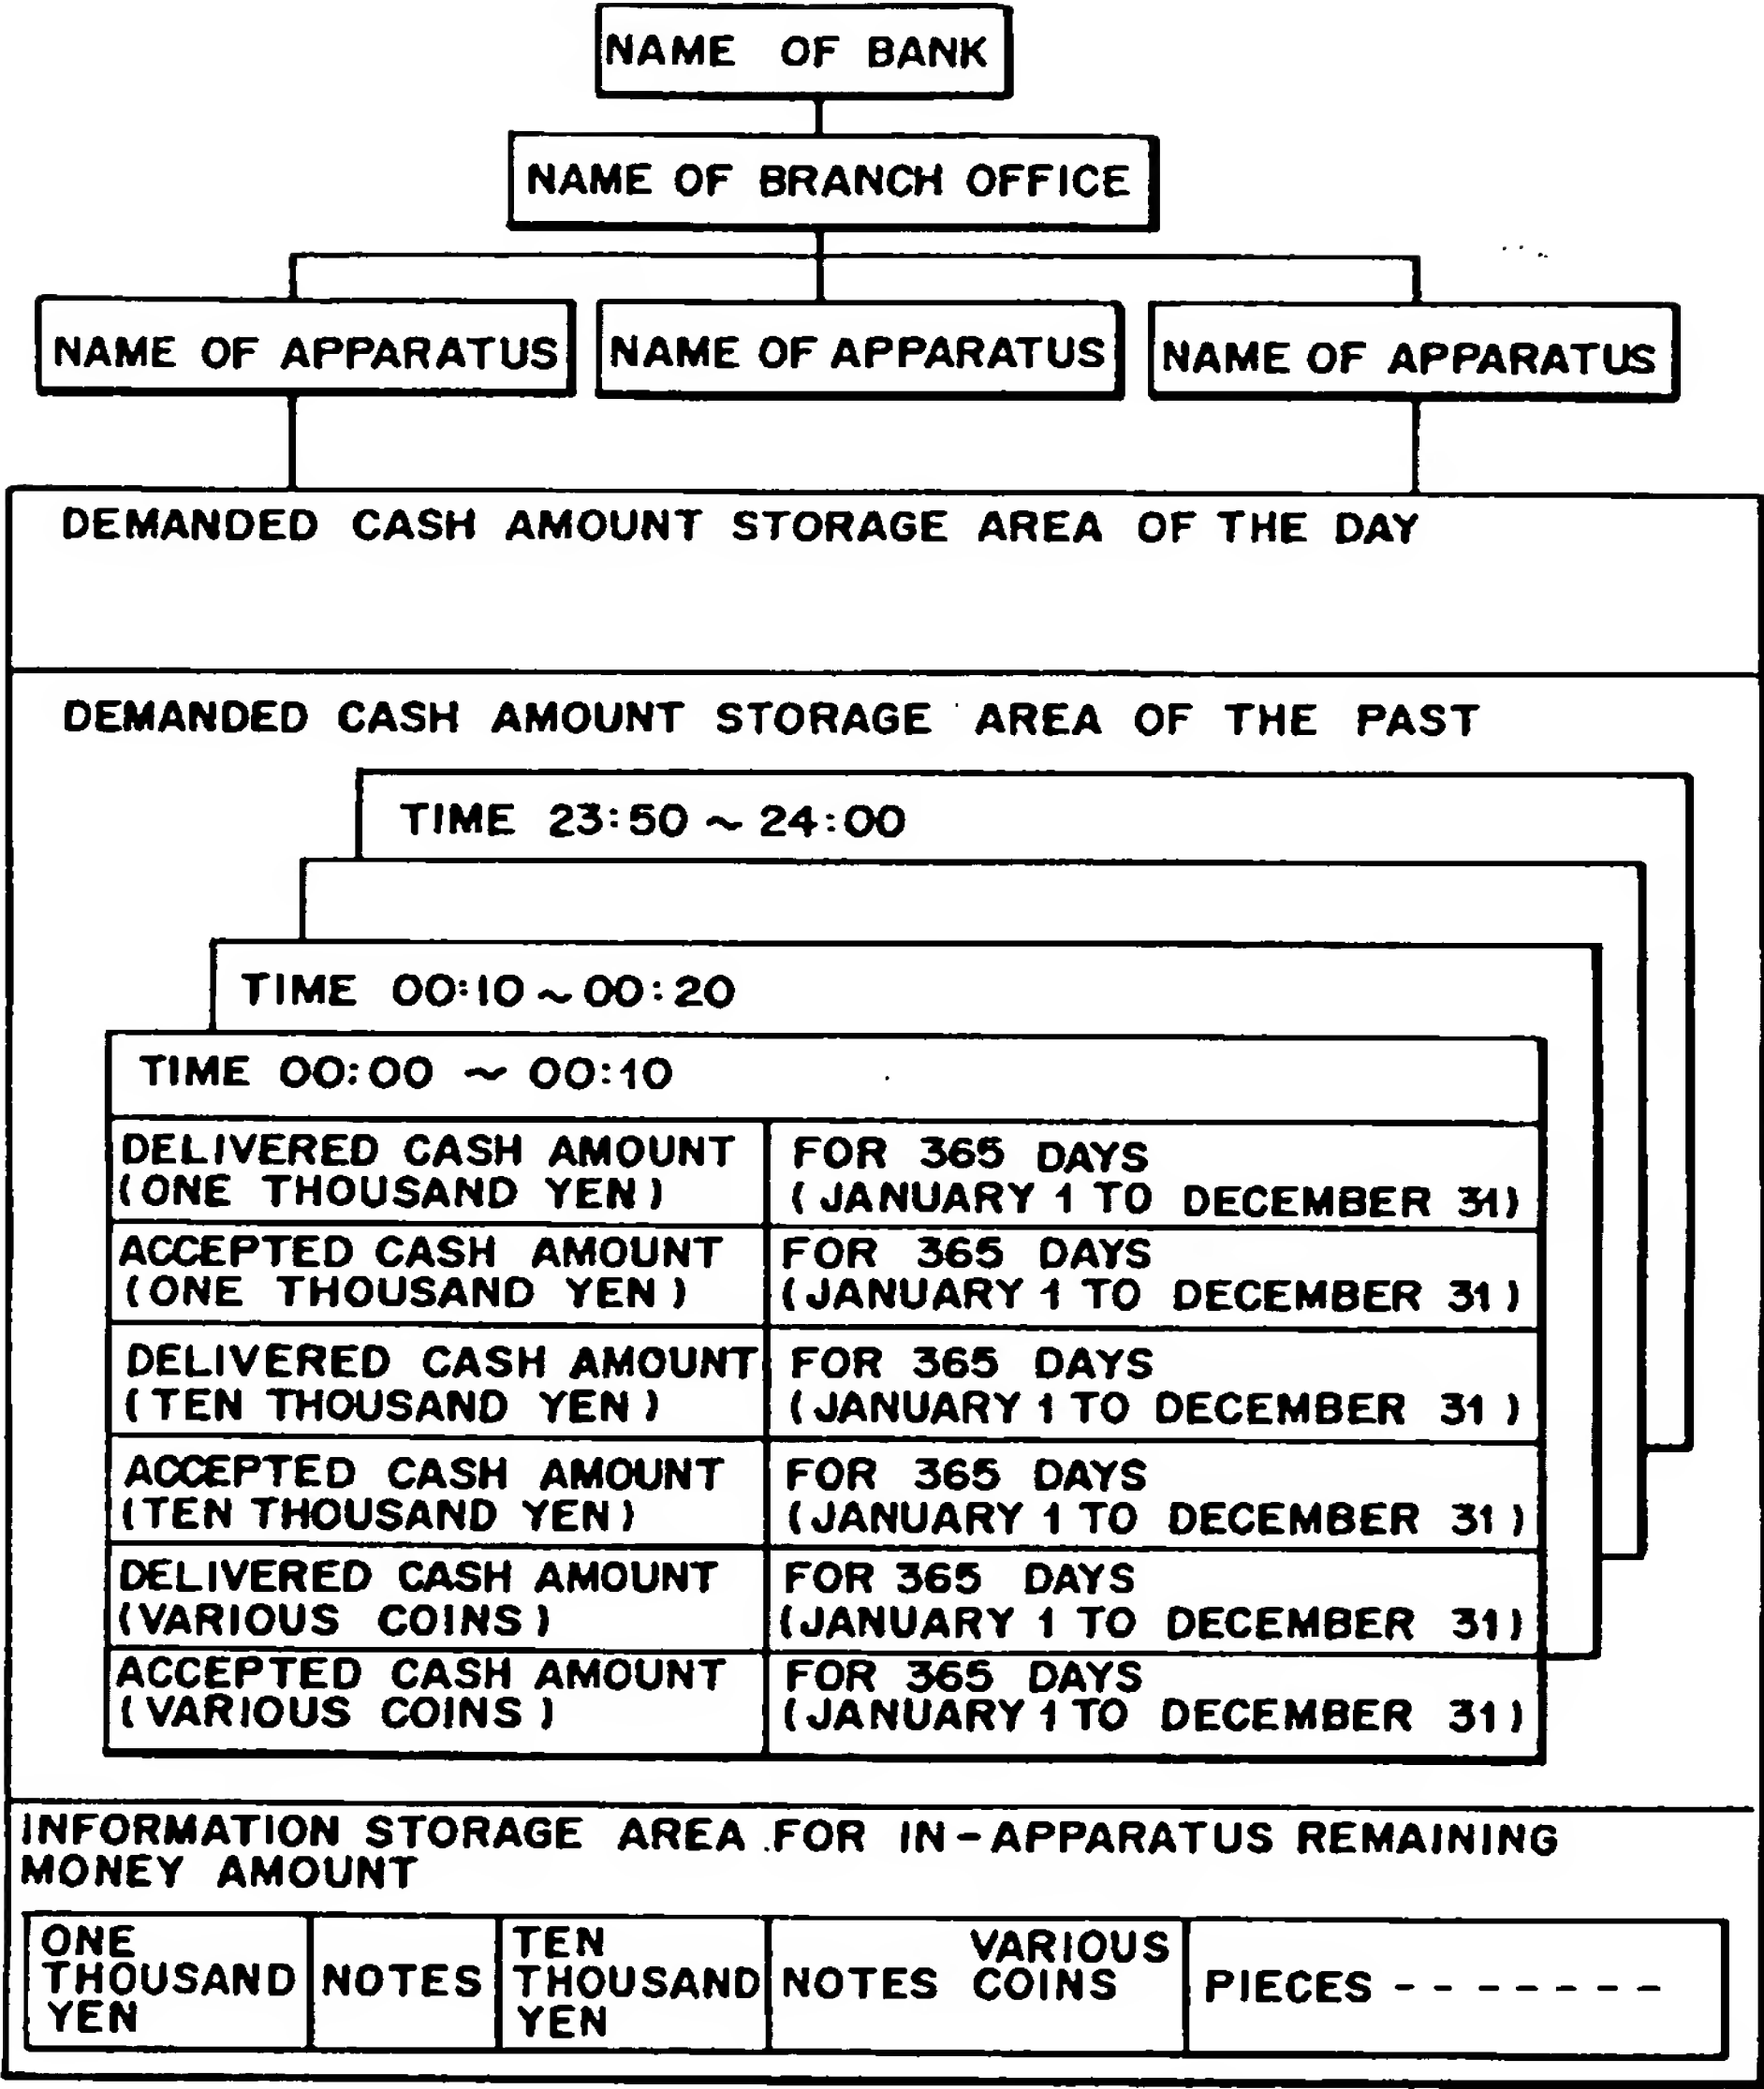 NAME OF BANK
NAME OF BRANCH OFFICE
NAME OF APPARATUS
NAME OF APPARATUS
NAME OF APPARATUS
DEMANDED CASH AMOUNT STORAGE AREA OF THE DAY
DEMANDED CASH AMOUNT STORAGE AREA OF THE PAST
TIME 23:50 ~ 24:00
TIME 00:10 ~ 00:20
TIME 00:00 ~ 00:10
DELIVERED CASH AMOUNT
(ONE THOUSAND YEN)
FOR 365 DAYS
(JANUARY 1 TO DECEMBER 31)
ACCEPTED CASH AMOUNT
(ONE THOUSAND YEN)
FOR 365 DAYS
(JANUARY 1 TO DECEMBER 31)
DELIVERED CASH AMOUNT
(TEN THOUSAND YEN)
FOR 365 DAYS
(JANUARY 1 TO DECEMBER 31)
ACCEPTED CASH AMOUNT
(TEN THOUSAND YEN)
FOR 365 DAYS
(JANUARY 1 TO DECEMBER 31)
DELIVERED CASH AMOUNT
(VARIOUS COINS)
FOR 365 DAYS
(JANUARY 1 TO DECEMBER 31)
ACCEPTED CASH AMOUNT
(VARIOUS COINS)
FOR 365 DAYS
(JANUARY 1 TO DECEMBER 31)
INFORMATION STORAGE AREA FOR IN-APPARATUS REMAINING
MONEY AMOUNT
ONE
THOUSAND
YEN
NOTES
TEN
THOUSAND
YEN
NOTES
VARIOUS
COINS
PIECES - - - - - - -